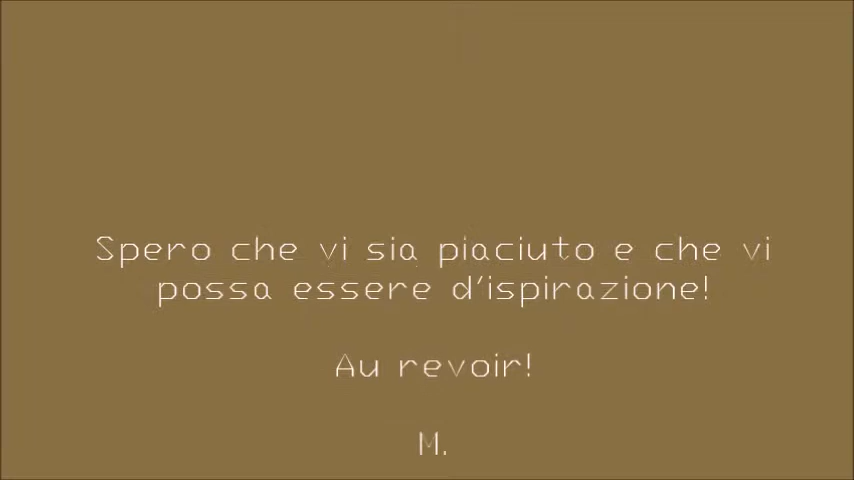 Spero che vi sia piaciuto e che vi
possa essere d'ispirazione!
Au revoir!
M.